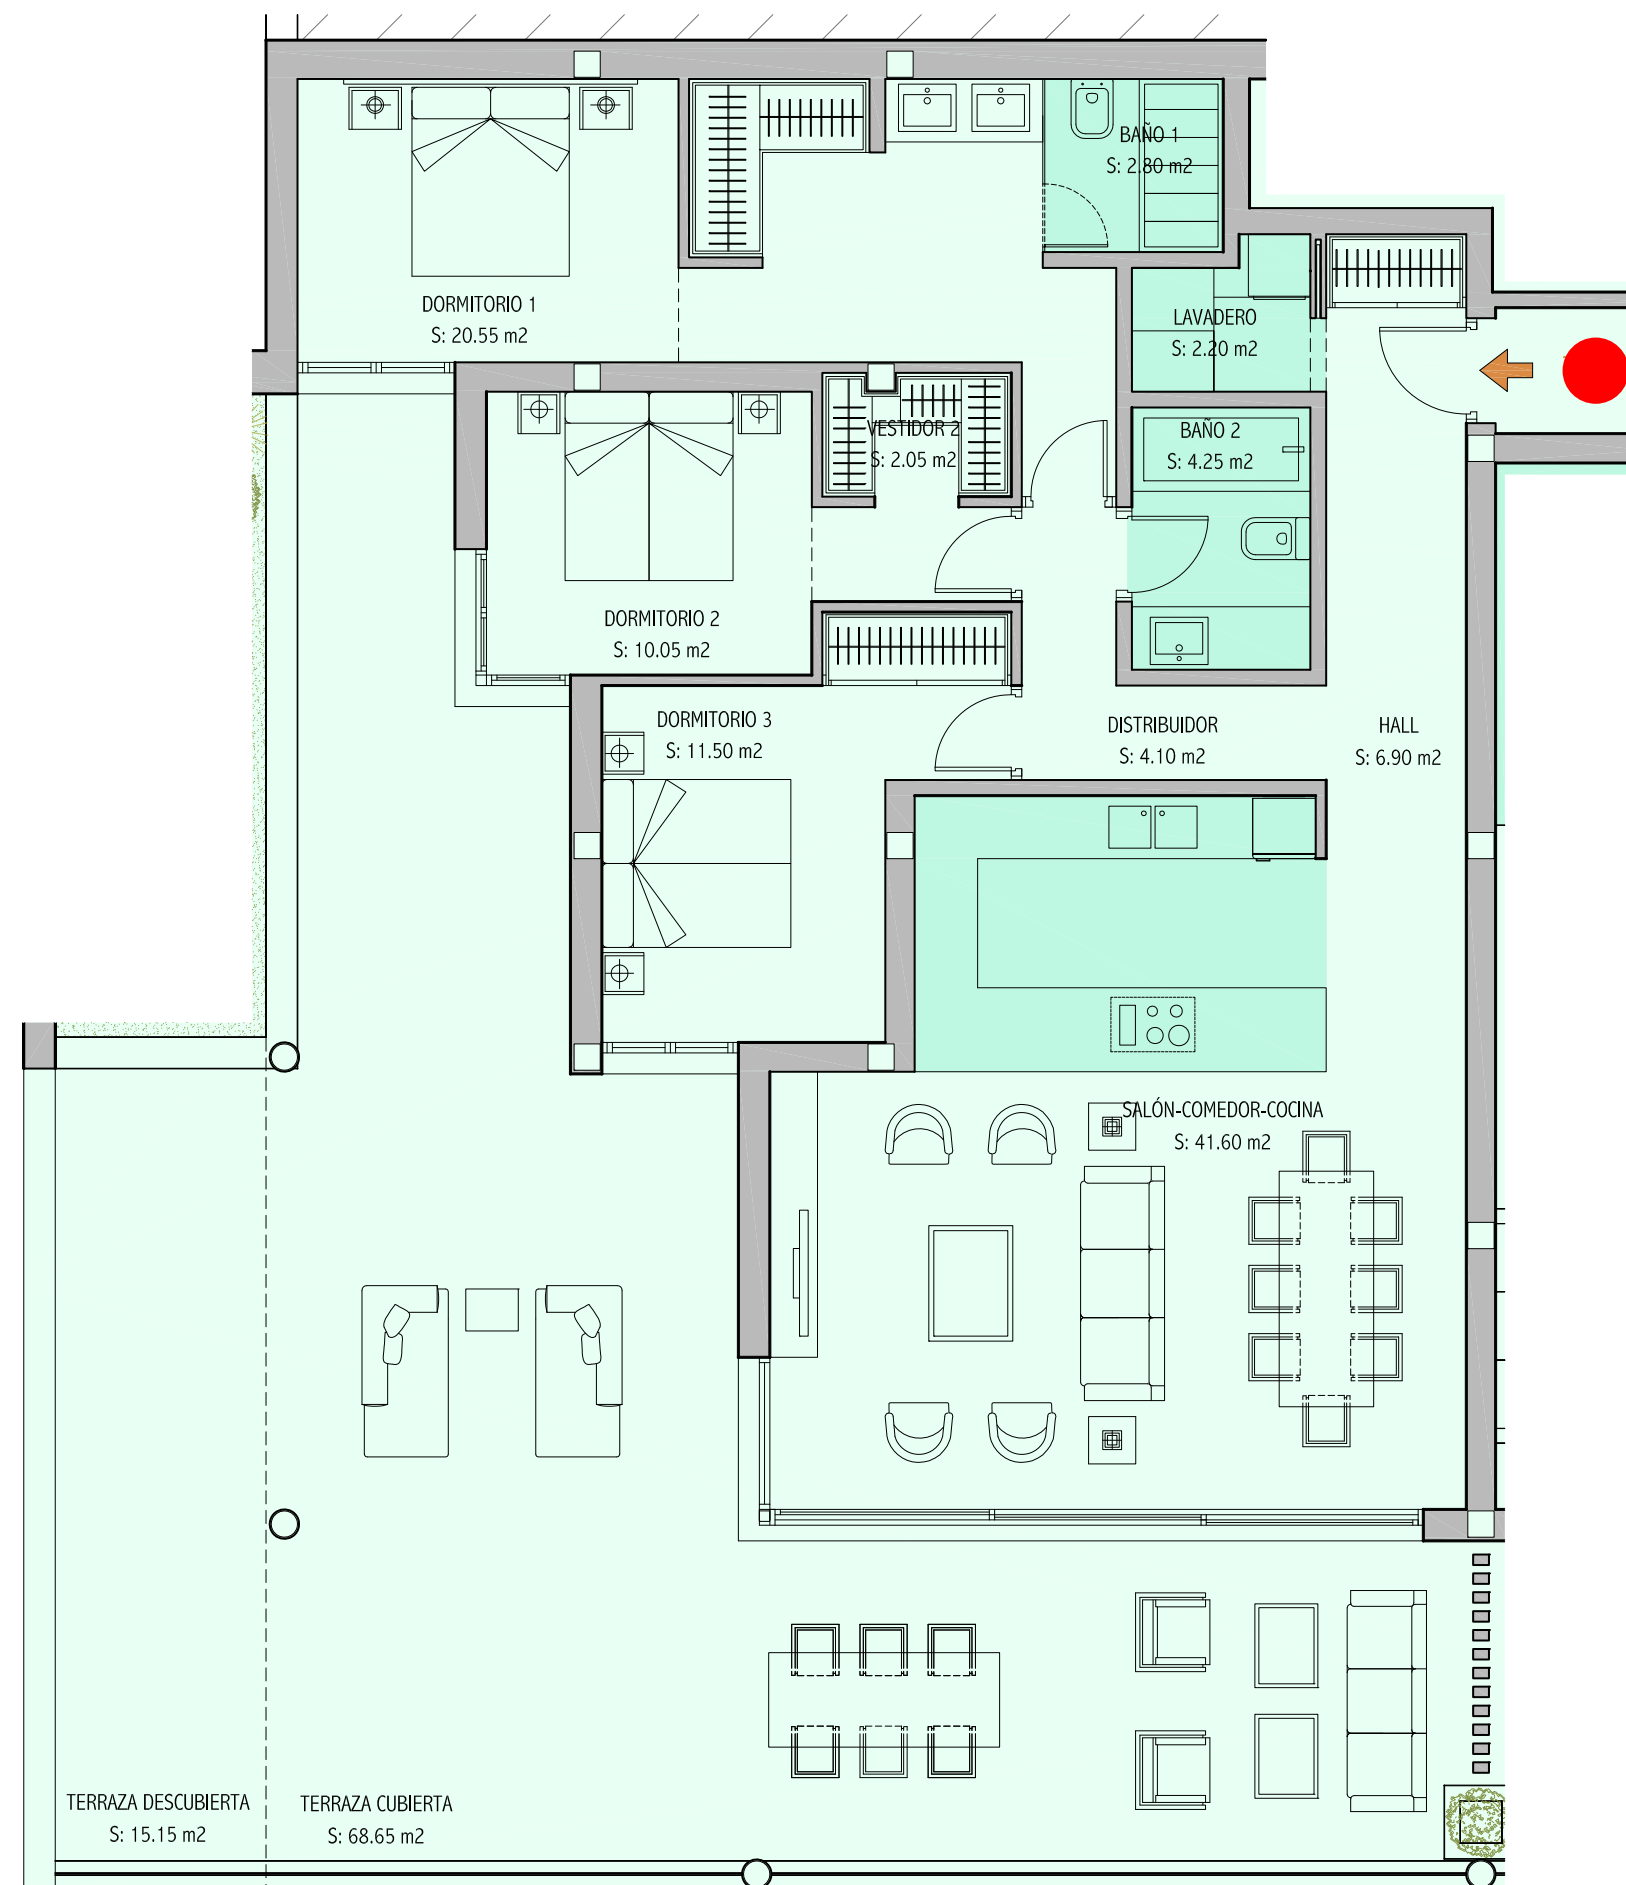 BAÑO 1
S: 2.80 m2
DORMITORIO 1
S: 20.55 m2
LAVADERO
S: 2.20 m2
VESTIDOR 2
S: 2.05 m2
BAÑO 2
S: 4.25 m2
DORMITORIO 2
S: 10.05 m2
DORMITORIO 3
S: 11.50 m2
DISTRIBUIDOR
S: 4.10 m2
HALL
S: 6.90 m2
SALÓN-COMEDOR-COCINA
S: 41.60 m2
TERRAZA DESCUBIERTA
S: 15.15 m2
TERRAZA CUBIERTA
S: 68.65 m2